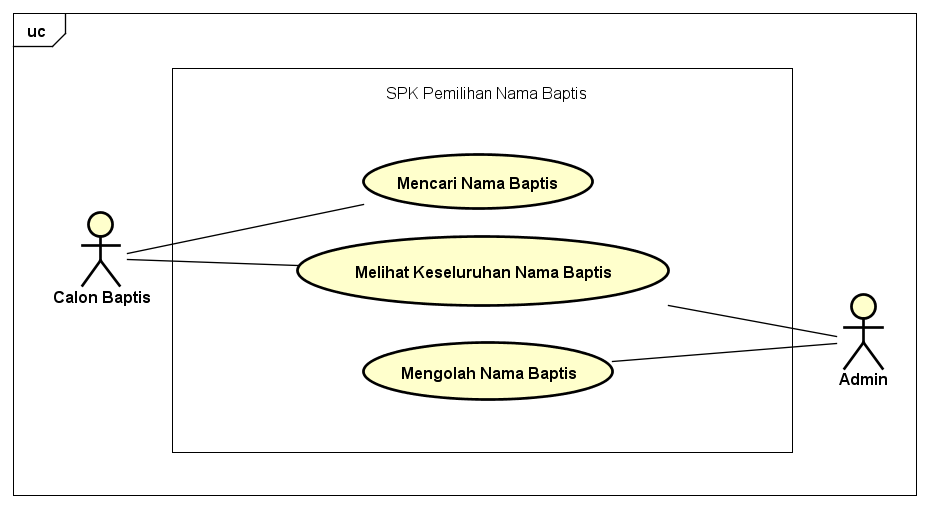 uc
SPK Pemilihan Nama Baptis
Mencari Nama Baptis
Melihat Keseluruhan Nama Baptis
Calon Baptis
Mengolah Nama Baptis
Admin